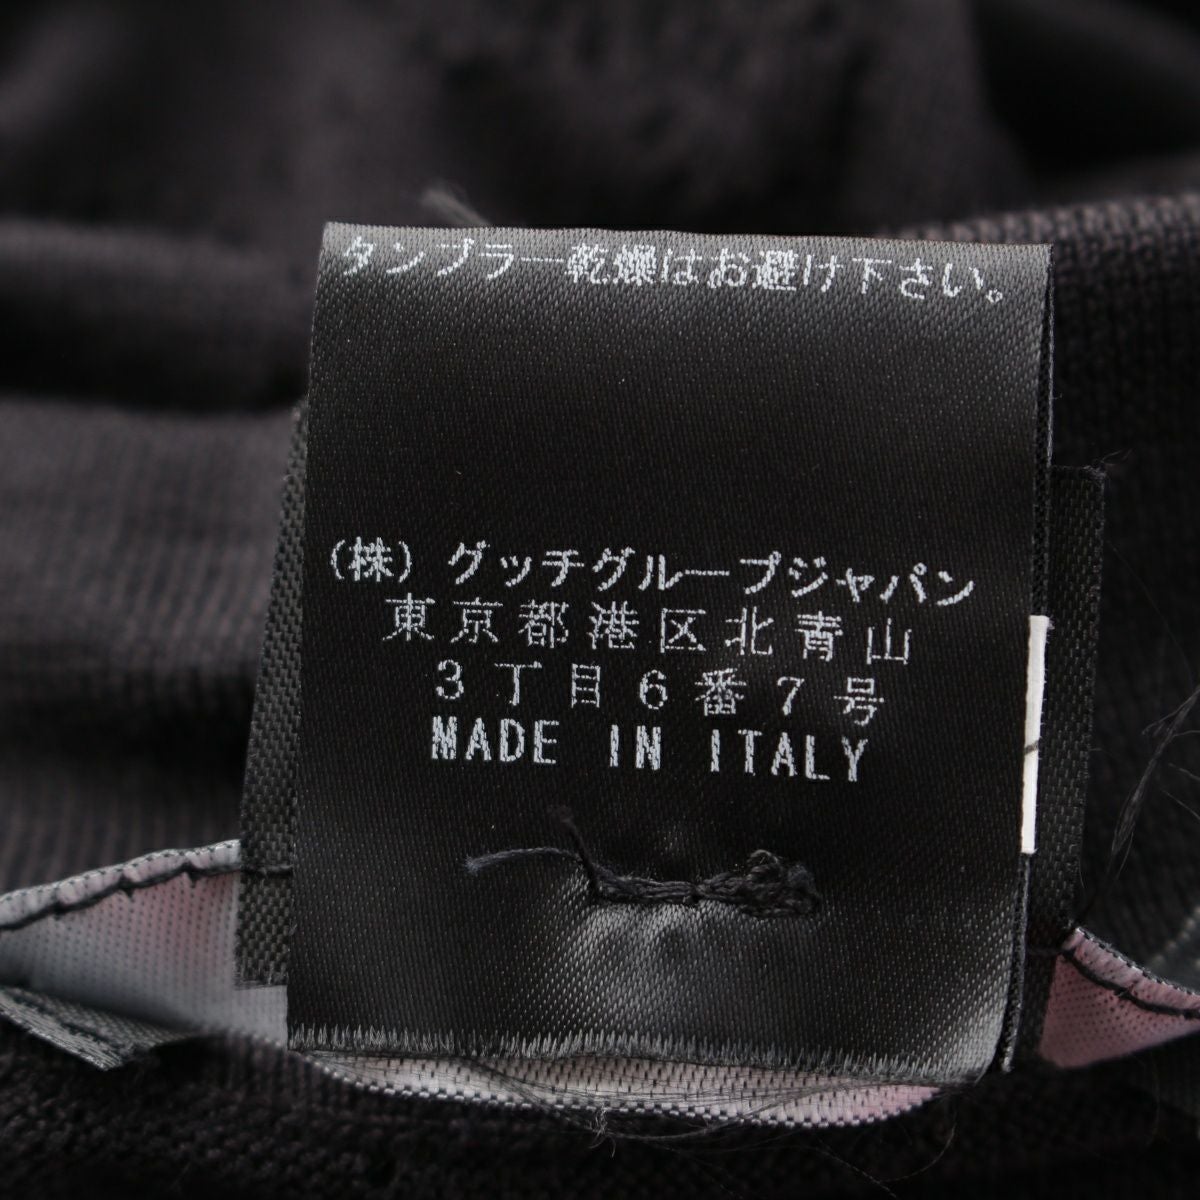 タンブラー乾燥はお避け下さい。
(株) グッチグループジャパン
東京都港区北青山
3丁目6番7号
MADE IN ITALY